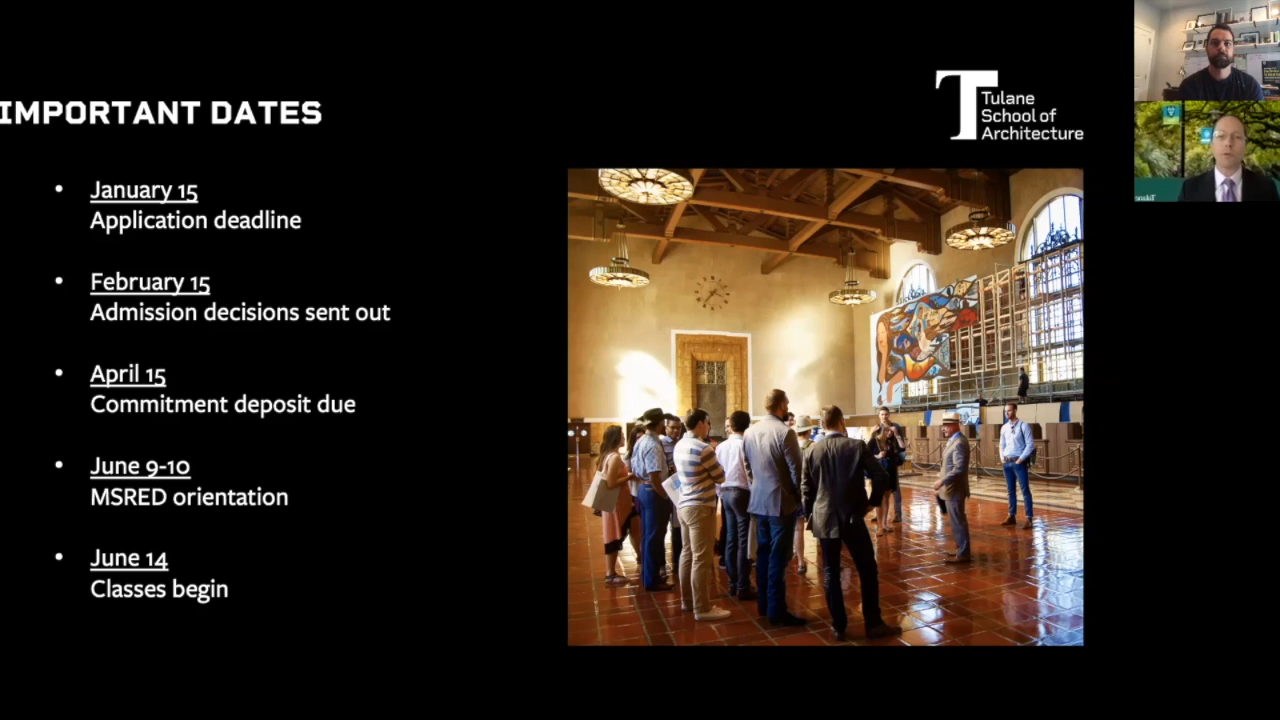 IMPORTANT DATES
Tulane
School of
Architecture
• January 15
Application deadline
• February 15
Admission decisions sent out
• April 15
Commitment deposit due
• June 9-10
MSRED orientation
• June 14
Classes begin